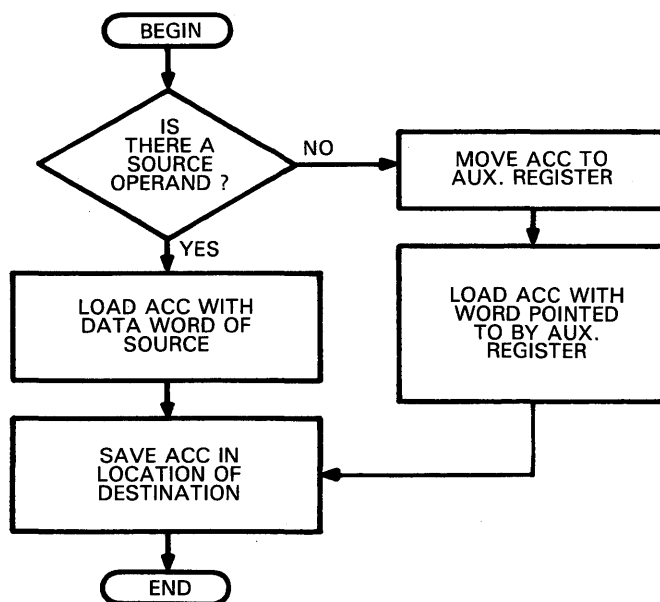 BEGIN
IS
THERE A
SOURCE
OPERAND ?
NO
MOVE ACC TO
AUX. REGISTER
YES
LOAD ACC WITH
DATA WORD OF
SOURCE
LOAD ACC WITH
WORD POINTED
TO BY AUX.
REGISTER
SAVE ACC IN
LOCATION OF
DESTINATION
END